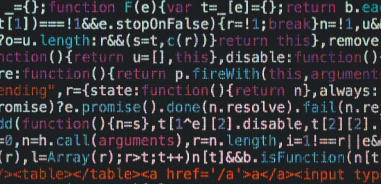 _={};function F(e){var t=_[e]={};return b.ea
t[1])===!1&&e.stopOnFalse){r=!1;break}n=!1,u&
?o=u.length:r&&(s=t,c(r))}return this},remove
nction(){return u=[],this},disable:function()
re:function(){return p.fireWith(this,argument
ending",r={state:function(){return n},always:
romise)?e.promise().done(n.resolve).fail(n.re
dd(function(){n=s},t[1^e][2].disable,t[2][2].
=0,n=h.call(arguments),r=n.length,i=1!==r||e&
(r),l=Array(r);r>t;t++)n[t]&&b.isFunction(n[t
/><table></table><a href='/a'>a</a><input typ